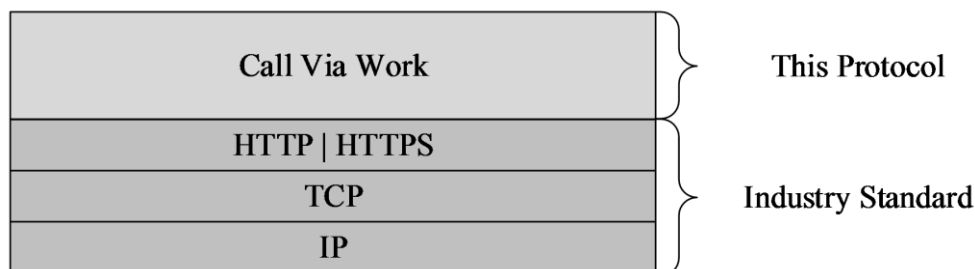 Call Via Work
This Protocol
HTTP | HTTPS
TCP
Industry Standard
IP